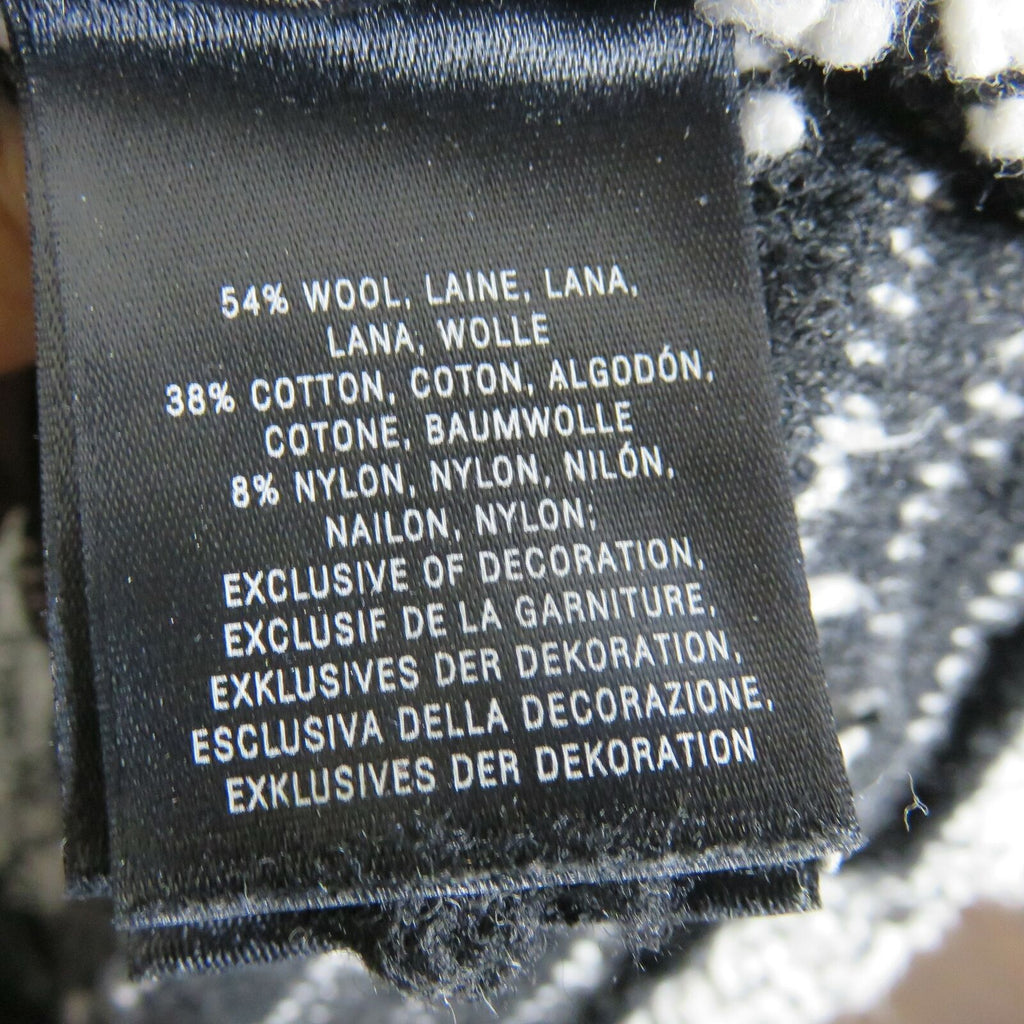 54% WOOL, LAINE, LANA,
LANA, WOLLE
38% COTTON, COTON, ALGODÓN,
COTONE, BAUMWOLLE
8% NYLON, NYLON, NILÓN,
NAILON, NYLON;
EXCLUSIVE OF DECORATION,
EXCLUSIF DE LA GARNITURE,
EXKLUSIVES DER DEKORATION,
ESCLUSIVA DELLA DECORAZIONE,
EXKLUSIVES DER DEKORATION